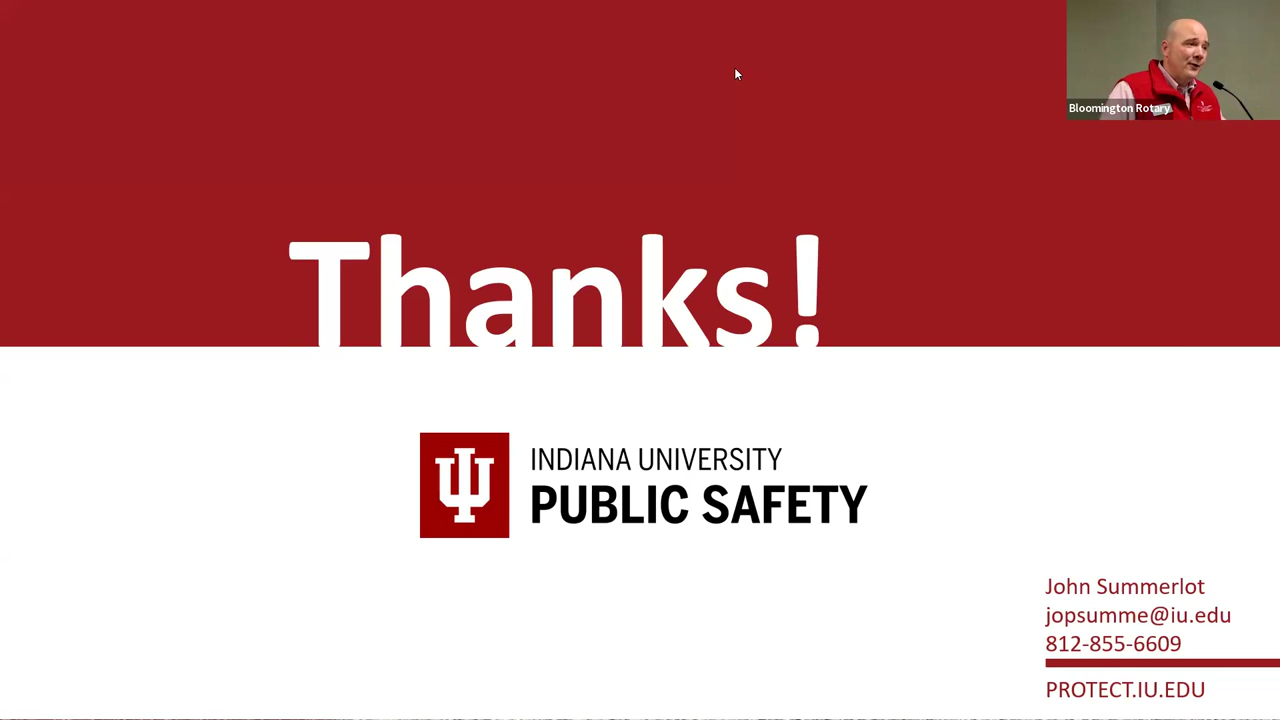 Bloomington Rotary
Thanks!
INDIANA UNIVERSITY
PUBLIC SAFETY
John Summerlot
jopsumme@iu.edu
812-855-6609
PROTECT.IU.EDU